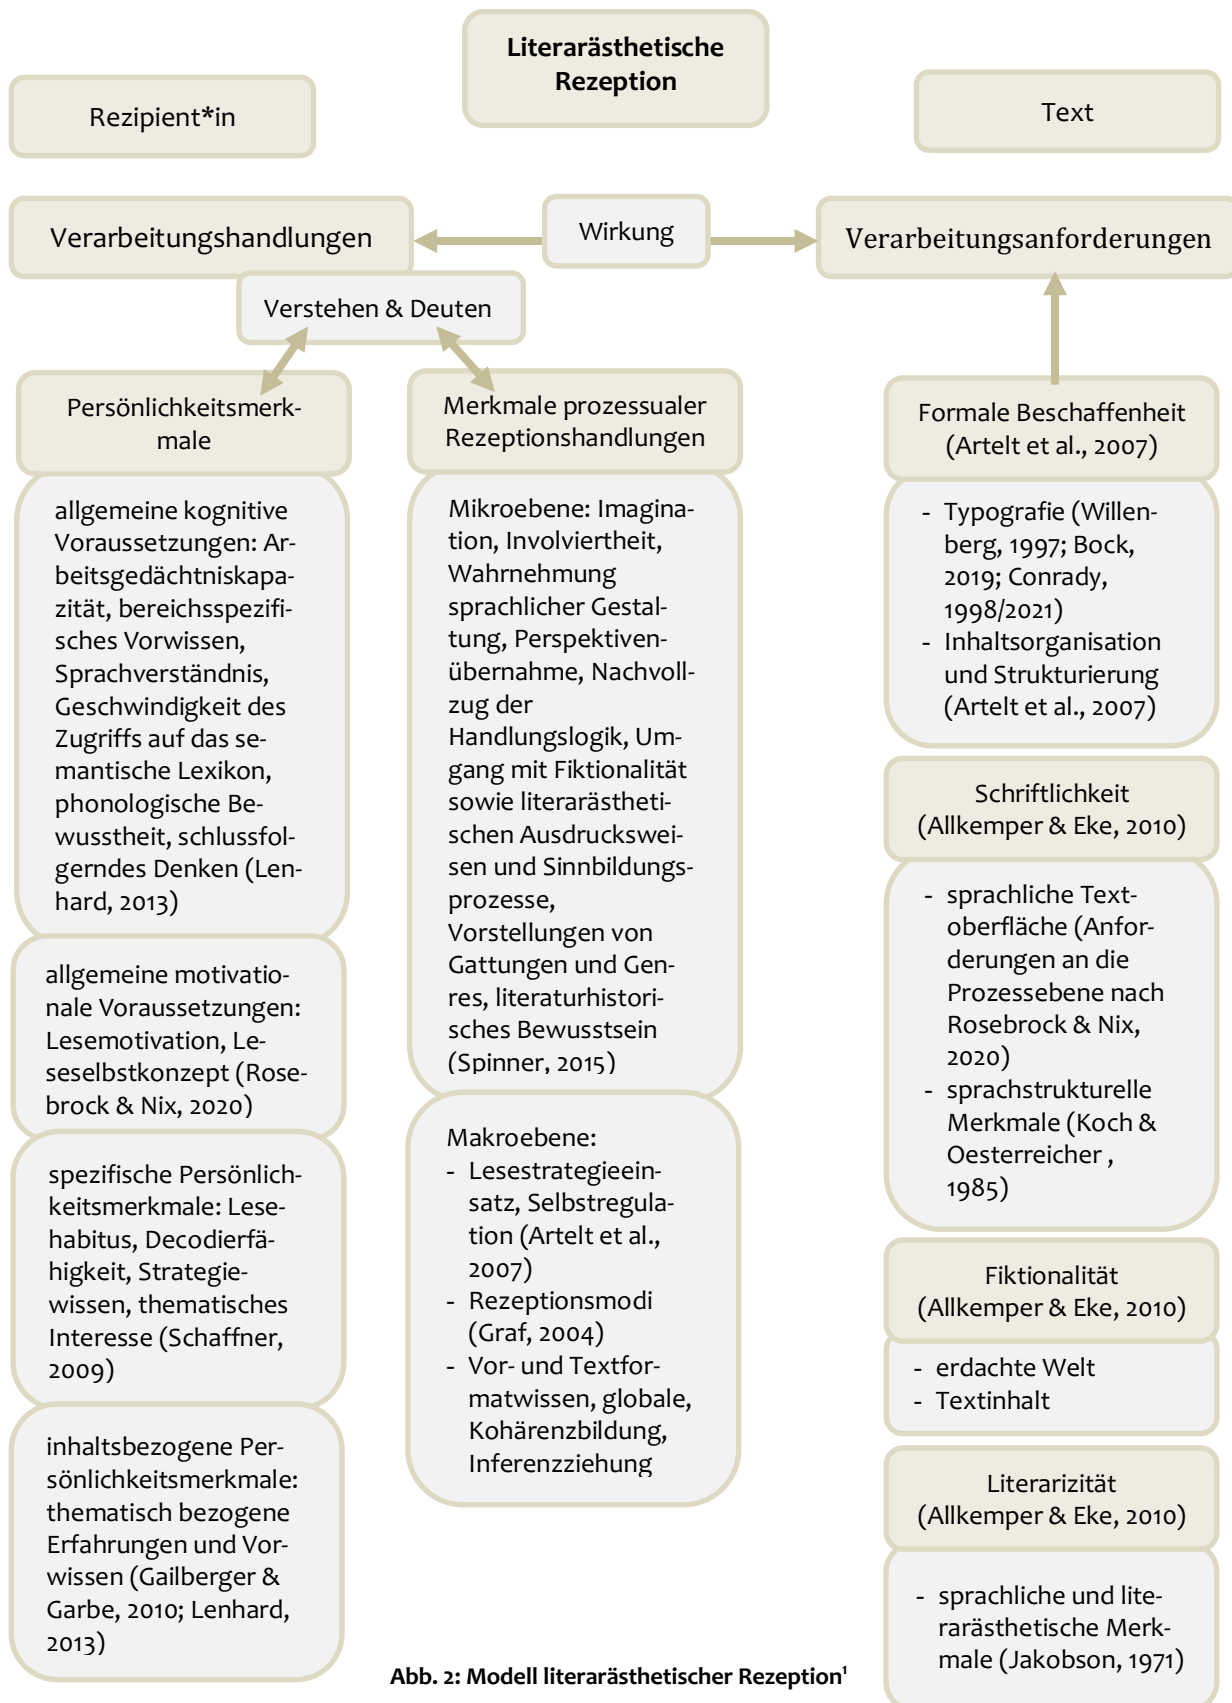 Literarästhetische
Rezeption
Rezipient*in
Text
Verarbeitungshandlungen
Wirkung
Verarbeitungsanforderungen
Verstehen & Deuten
Persönlichkeitsmerk-
male
allgemeine kognitive
Voraussetzungen: Ar-
beitsgedächtniskapa-
zität, bereichsspezifi-
sches Vorwissen,
Sprachverständnis,
Geschwindigkeit des
Zugriffs auf das se-
mantische Lexikon,
phonologische Be-
wusstheit, schlussfol-
gerndes Denken (Len-
hard, 2013)
allgemeine motivatio-
nale Voraussetzungen:
Lesemotivation, Le-
seselbstkonzept (Rose-
brock & Nix, 2020)
spezifische Persönlich-
keitsmerkmale: Lese-
habitus, Decodierfä-
higkeit, Strategie-
wissen, thematisches
Interesse (Schaffner,
2009)
inhaltsbezogene Per-
sönlichkeitsmerkmale:
thematisch bezogene
Erfahrungen und Vor-
wissen (Gailberger &
Garbe, 2010; Lenhard,
2013)
Merkmale prozessualer
Rezeptionshandlungen
Mikroebene: Imagina-
tion, Involviertheit,
Wahrnehmung
sprachlicher Gestal-
tung, Perspektiven-
übernahme, Nachvoll-
zug der
Handlungslogik, Um-
gang mit Fiktionalität
sowie literarästheti-
schen Ausdruckswei-
sen und Sinnbildungs-
prozesse,
Vorstellungen von
Gattungen und Gen-
res, literaturhistori-
sches Bewusstsein
(Spinner, 2015)
Makroebene:
- Lesestrategieein-
satz, Selbstregula-
tion (Artelt et al.,
2007)
- Rezeptionsmodi
(Graf, 2004)
- Vor- und Textfor-
matwissen, globale,
Kohärenzbildung,
Inferenzziehung
Formale Beschaffenheit
(Artelt et al., 2007)
- Typografie (Willen-
berg, 1997; Bock,
2019; Conrady,
1998/2021)
- Inhaltsorganisation
und Strukturierung
(Artelt et al., 2007)
Schriftlichkeit
(Allkemper & Eke, 2010)
- sprachliche Text-
oberfläche (Anfor-
derungen an die
Prozessebene nach
Rosebrock & Nix,
2020)
- sprachstrukturelle
Merkmale (Koch &
Oesterreicher ,
1985)
Fiktionalität
(Allkemper & Eke, 2010)
- erdachte Welt
- Textinhalt
Literarizität
(Allkemper & Eke, 2010)
- sprachliche und lite-
rarästhetische Merk-
male (Jakobson, 1971)
Abb. 2: Modell literarästhetischer Rezeption¹